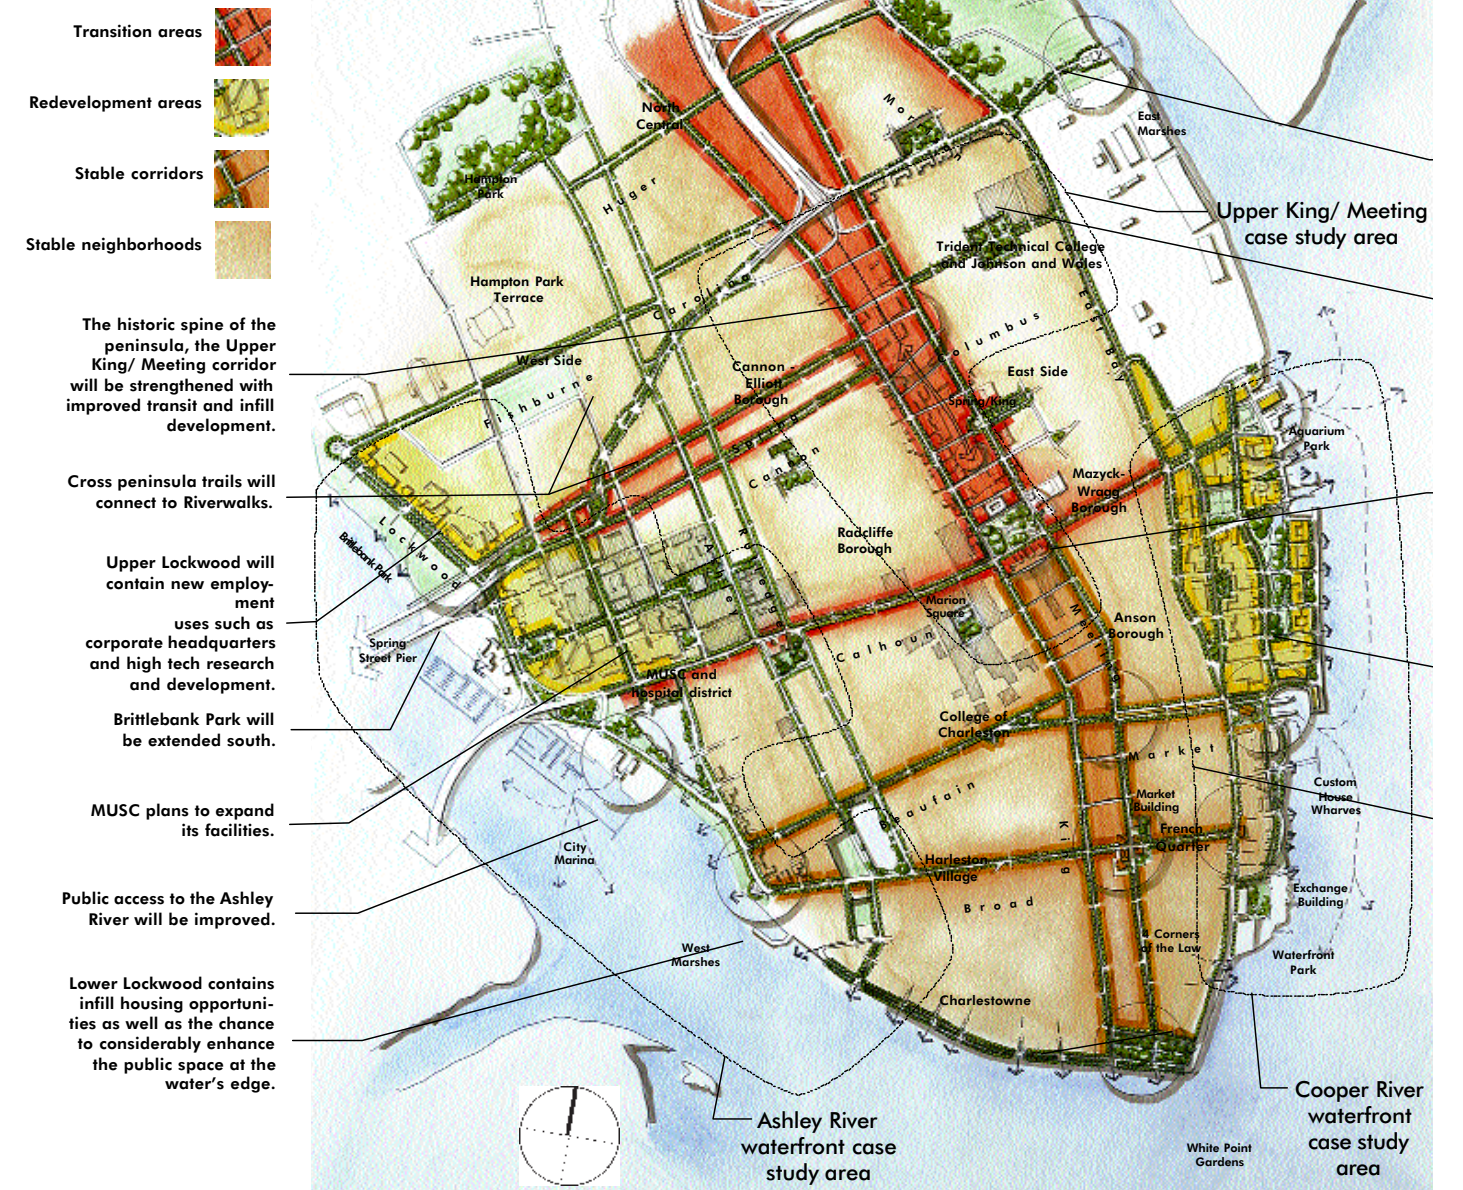 Transition areas
Redevelopment areas
Stable corridors
Stable neighborhoods
The historic spine of the
peninsula, the Upper
King/ Meeting corridor
will be strengthened with
improved transit and infill
development.
Cross peninsula trails will
connect to Riverwalks.
Upper Lockwood will
contain new employ-
ment
uses such as
corporate headquarters
and high tech research
and development.
Brittlebank Park will
be extended south.
MUSC plans to expand
its facilities.
Public access to the Ashley
River will be improved.
Lower Lockwood contains
infill housing opportuni-
ties as well as the chance
to considerably enhance
the public space at the
water's edge.
North
Central
East
Marshes
Hampton
Park
Huger
Upper King/ Meeting
case study area
Trident Technical College
and Johnson and Wales
Hampton Park
Terrace
Carolina
East Bay
Columbus
West Side
Fishburne
Cannon -
Elliott
Borough
East Side
Spring/King
Spring
Cannon
Aquarium
Park
Mazyck-
Wragg
Borough
Lockwood
Brittlebank Park
Radcliffe
Borough
Ashley
Rutledge
Marion
Square
Meeting
Anson
Borough
Spring
Street Pier
Calhoun
MUSC and
hospital district
College of
Charleston
Market
Beaufain
Market
Building
Custom
House
Wharves
King
French
Quarter
City
Marina
Harleston
Village
Exchange
Building
Broad
4 Corners
of the Law
West
Marshes
Waterfront
Park
Charlestowne
Ashley River
waterfront case
study area
Cooper River
waterfront
case study
area
White Point
Gardens